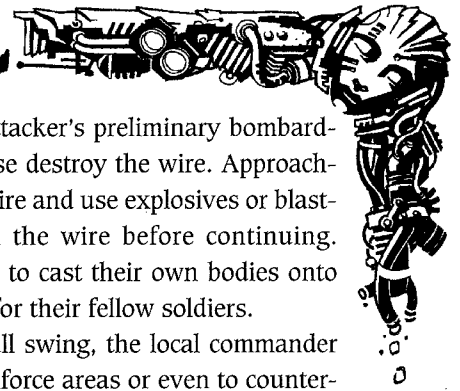 tacker's preliminary bombard-
se destroy the wire. Approach-
ire and use explosives or blast-
the wire before continuing.
to cast their own bodies onto
for their fellow soldiers.
ll swing, the local commander
force areas or even to counter-